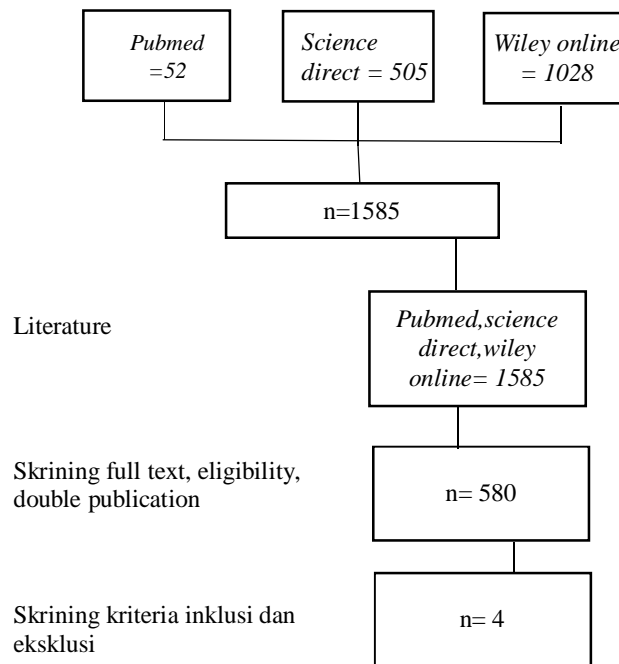 Pubmed
=52
Science
direct = 505
Wiley online
= 1028
n=1585
Literature
Pubmed,science
direct,wiley
online= 1585
Skrining full text, eligibility,
double publication
n= 580
Skrining kriteria inklusi dan
eksklusi
n= 4